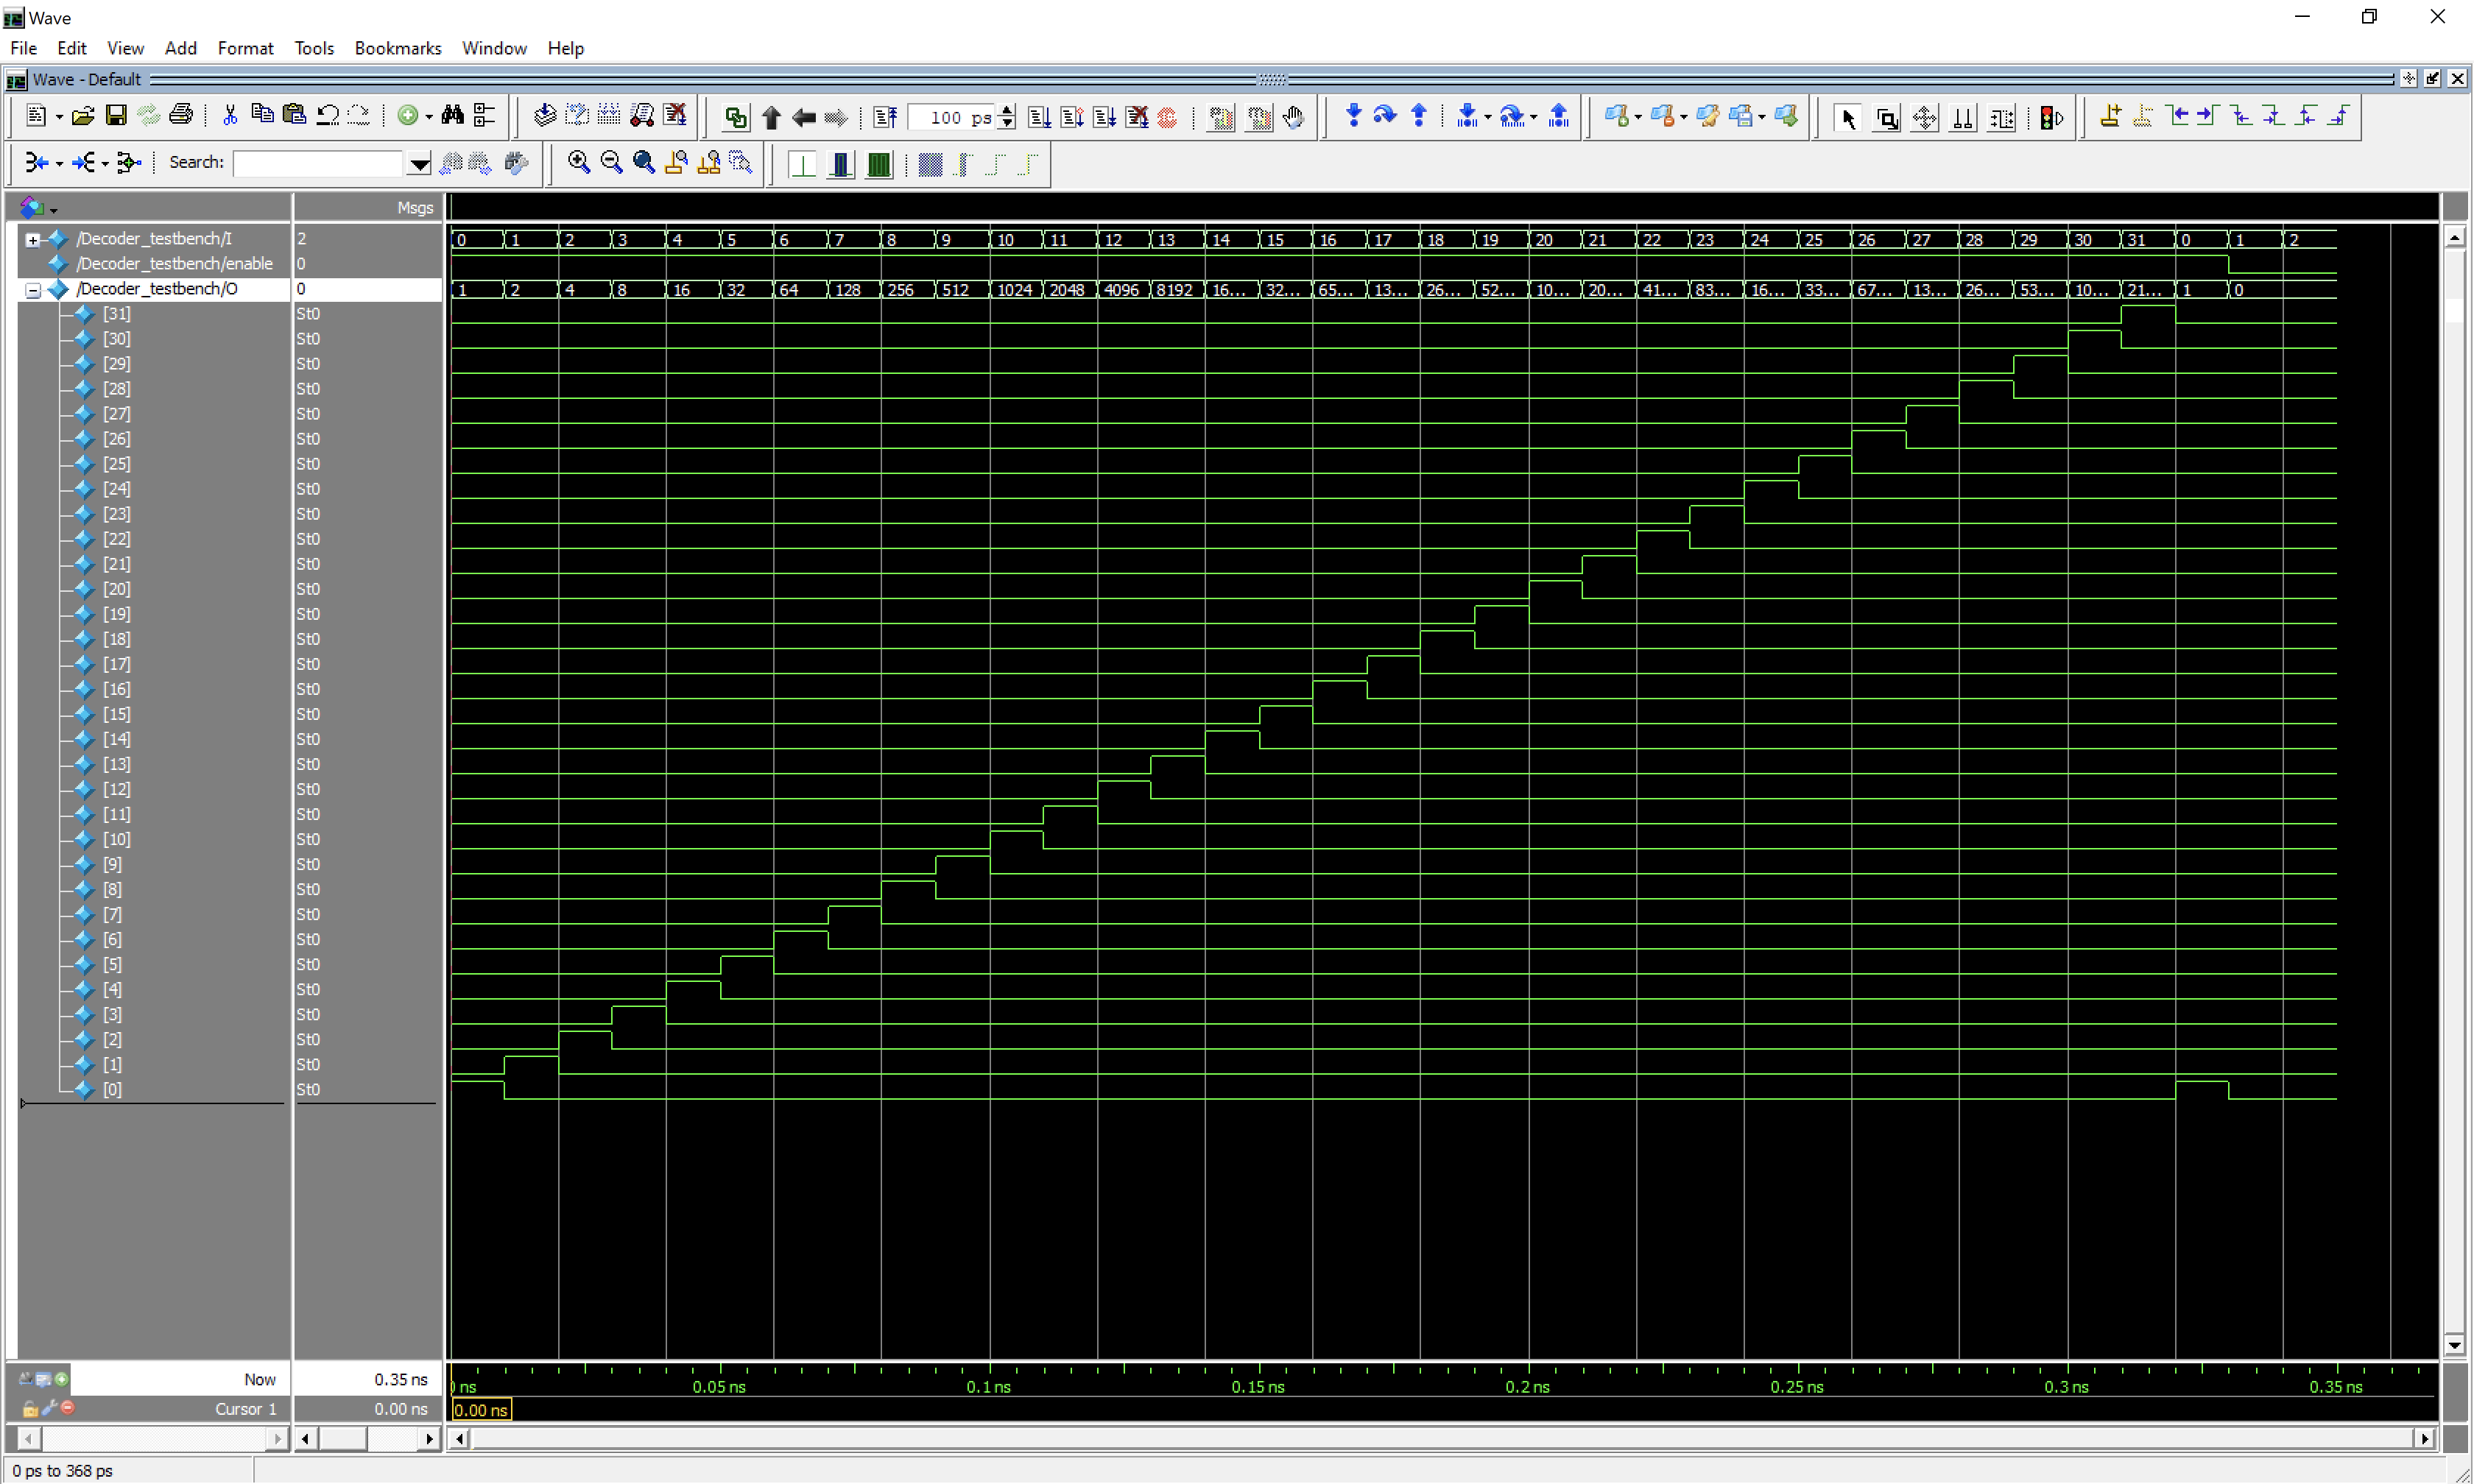 Wave
File Edit View Add Format Tools Bookmarks Window Help
Wave - Default
100 ps
Search:
Msgs
/Decoder_testbench/I 2 0 1 2 3 4 5 6 7 8 9 10 11 12 13 14 15 16 17 18 19 20 21 22 23 24 25 26 27 28 29 30 31 0 1 2
/Decoder_testbench/enable 0
/Decoder_testbench/O 0 1 2 4 8 16 32 64 128 256 512 1024 2048 4096 8192 16... 32... 65... 13... 26... 52... 10... 20... 41... 83... 16... 33... 67... 13... 26... 53... 10... 21... 1 0
[31] St0
[30] St0
[29] St0
[28] St0
[27] St0
[26] St0
[25] St0
[24] St0
[23] St0
[22] St0
[21] St0
[20] St0
[19] St0
[18] St0
[17] St0
[16] St0
[15] St0
[14] St0
[13] St0
[12] St0
[11] St0
[10] St0
[9] St0
[8] St0
[7] St0
[6] St0
[5] St0
[4] St0
[3] St0
[2] St0
[1] St0
[0] St0
Now 0.35 ns ns 0.05 ns 0.1 ns 0.15 ns 0.2 ns 0.25 ns 0.3 ns 0.35 ns
Cursor 1 0.00 ns 0.00 ns
0 ps to 368 ps